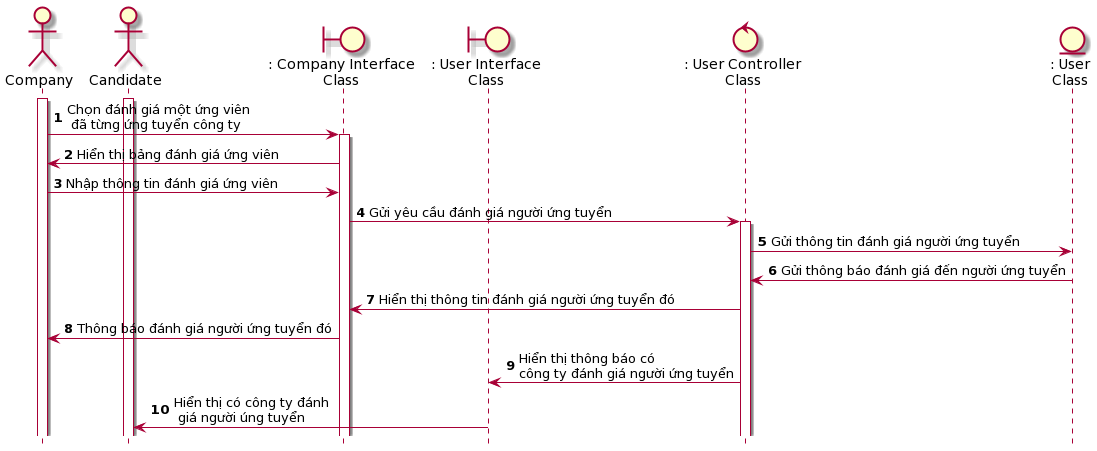 Company
Candidate
: Company Interface
Class
: User Interface
Class
: User Controller
Class
: User
Class
1 Chọn đánh giá một ứng viên
đã từng ứng tuyển công ty
2 Hiển thị bảng đánh giá ứng viên
3 Nhập thông tin đánh giá ứng viên
4 Gửi yêu cầu đánh giá người ứng tuyển
5 Gửi thông tin đánh giá người ứng tuyển
6 Gửi thông báo đánh giá đến người ứng tuyển
7 Hiển thị thông tin đánh giá người ứng tuyển đó
8 Thông báo đánh giá người ứng tuyển đó
9 Hiển thị thông báo có
công ty đánh giá người ứng tuyển
10 Hiển thị có công ty đánh
giá người úng tuyển